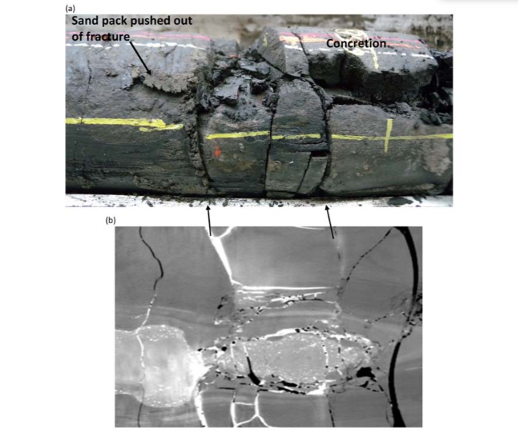 (a)
Sand pack pushed out
of fracture
Concretion
(b)